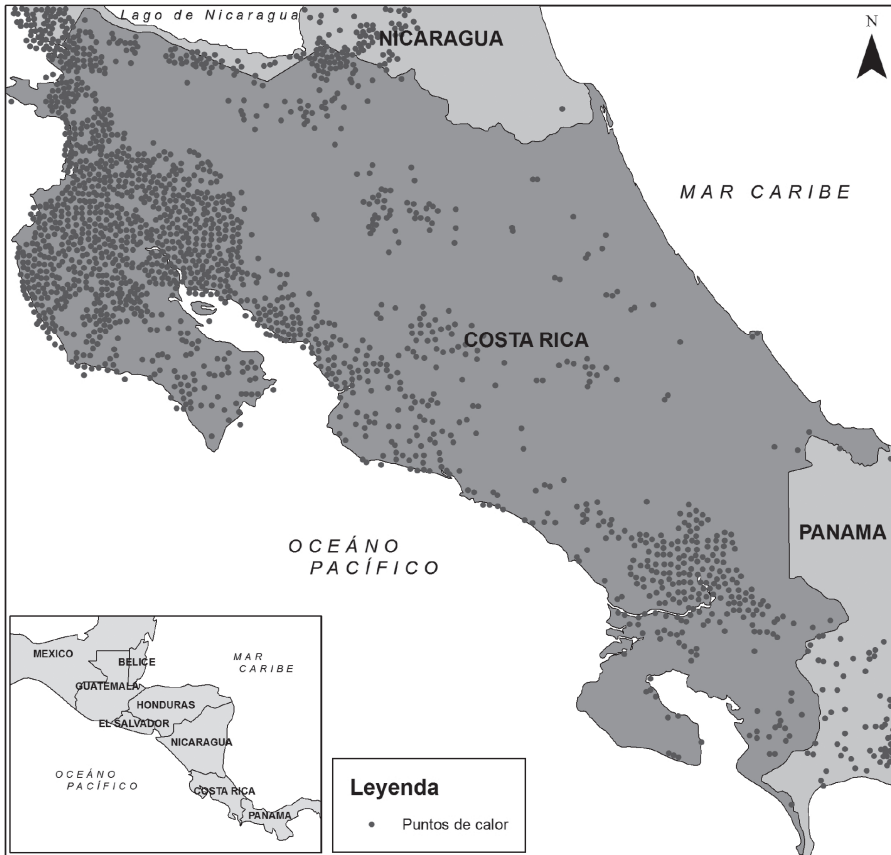 Lago de Nicaragua
NICARAGUA
N
MAR CARIBE
COSTA RICA
PANAMA
OCEÁNO
PACÍFICO
MEXICO
BELICE
MAR
CARIBE
GUATEMALA
HONDURAS
EL SALVADOR
NICARAGUA
OCEÁNO
PACÍFICO
COSTA RICA
PANAMA
Leyenda
Puntos de calor